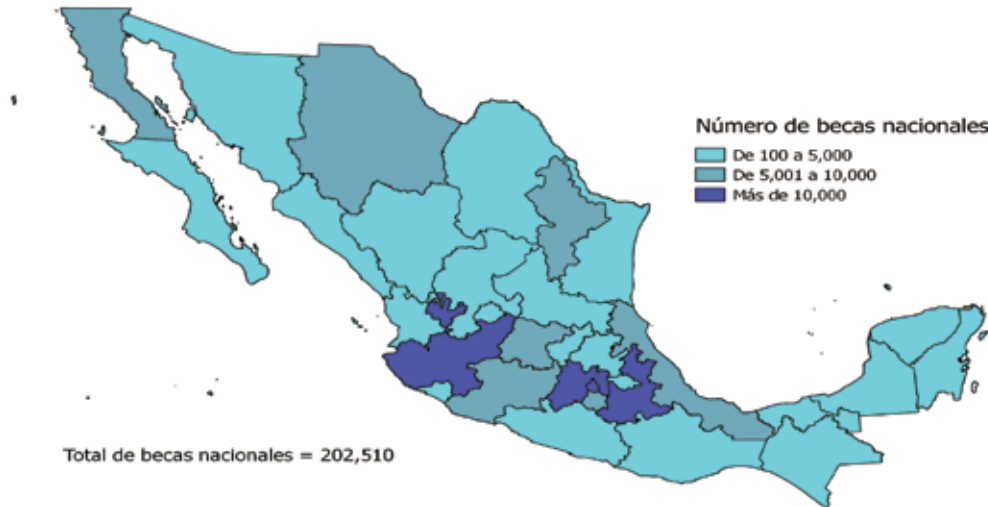 Número de becas nacionales
De 100 a 5,000
De 5,001 a 10,000
Más de 10,000
Total de becas nacionales = 202,510